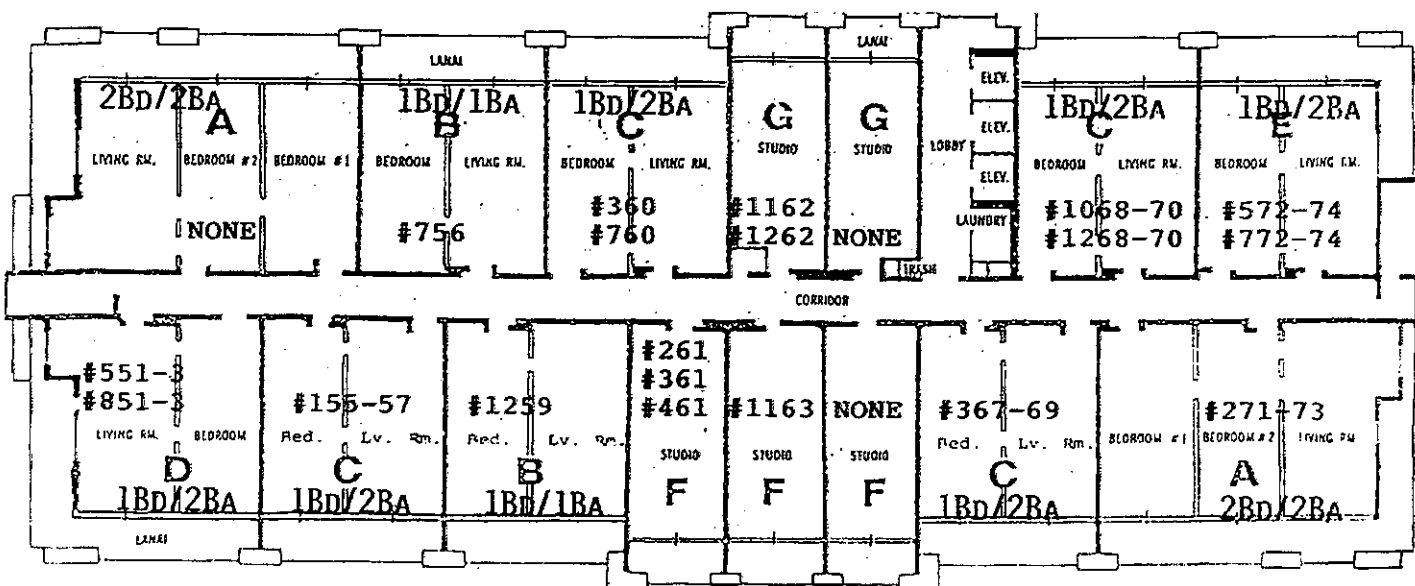 LANAI
LANAI
2BD/2BA
A
LIVING RM.
BEDROOM #2
BEDROOM #1
NONE
1BD/1BA
B
BEDROOM
LIVING RM.
#756
1BD/2BA
C
BEDROOM
LIVING RM.
#360
#760
G
STUDIO
#1162
#1262
G
STUDIO
NONE
LOBBY
ELEV.
ELEV.
ELEV.
LAUNDRY
TRASH
1BD/2BA
C
BEDROOM
LIVING RM.
#1068-70
#1268-70
1BD/2BA
E
BEDROOM
LIVING RM.
#572-74
#772-74
CORRIDOR
#551-3
#851-3
LIVING RM.
BEDROOM
D
1BD/2BA
LANAI
#155-57
Bed.
Lv. Rm.
C
1BD/2BA
#1259
Bed.
Lv. Rm.
B
1BD/1BA
#261
#361
#461
STUDIO
F
#1163
STUDIO
F
NONE
STUDIO
F
#367-69
Bed.
Lv. Rm.
C
1BD/2BA
#271-73
BEDROOM #1
BEDROOM #2
LIVING RM
A
2BD/2BA